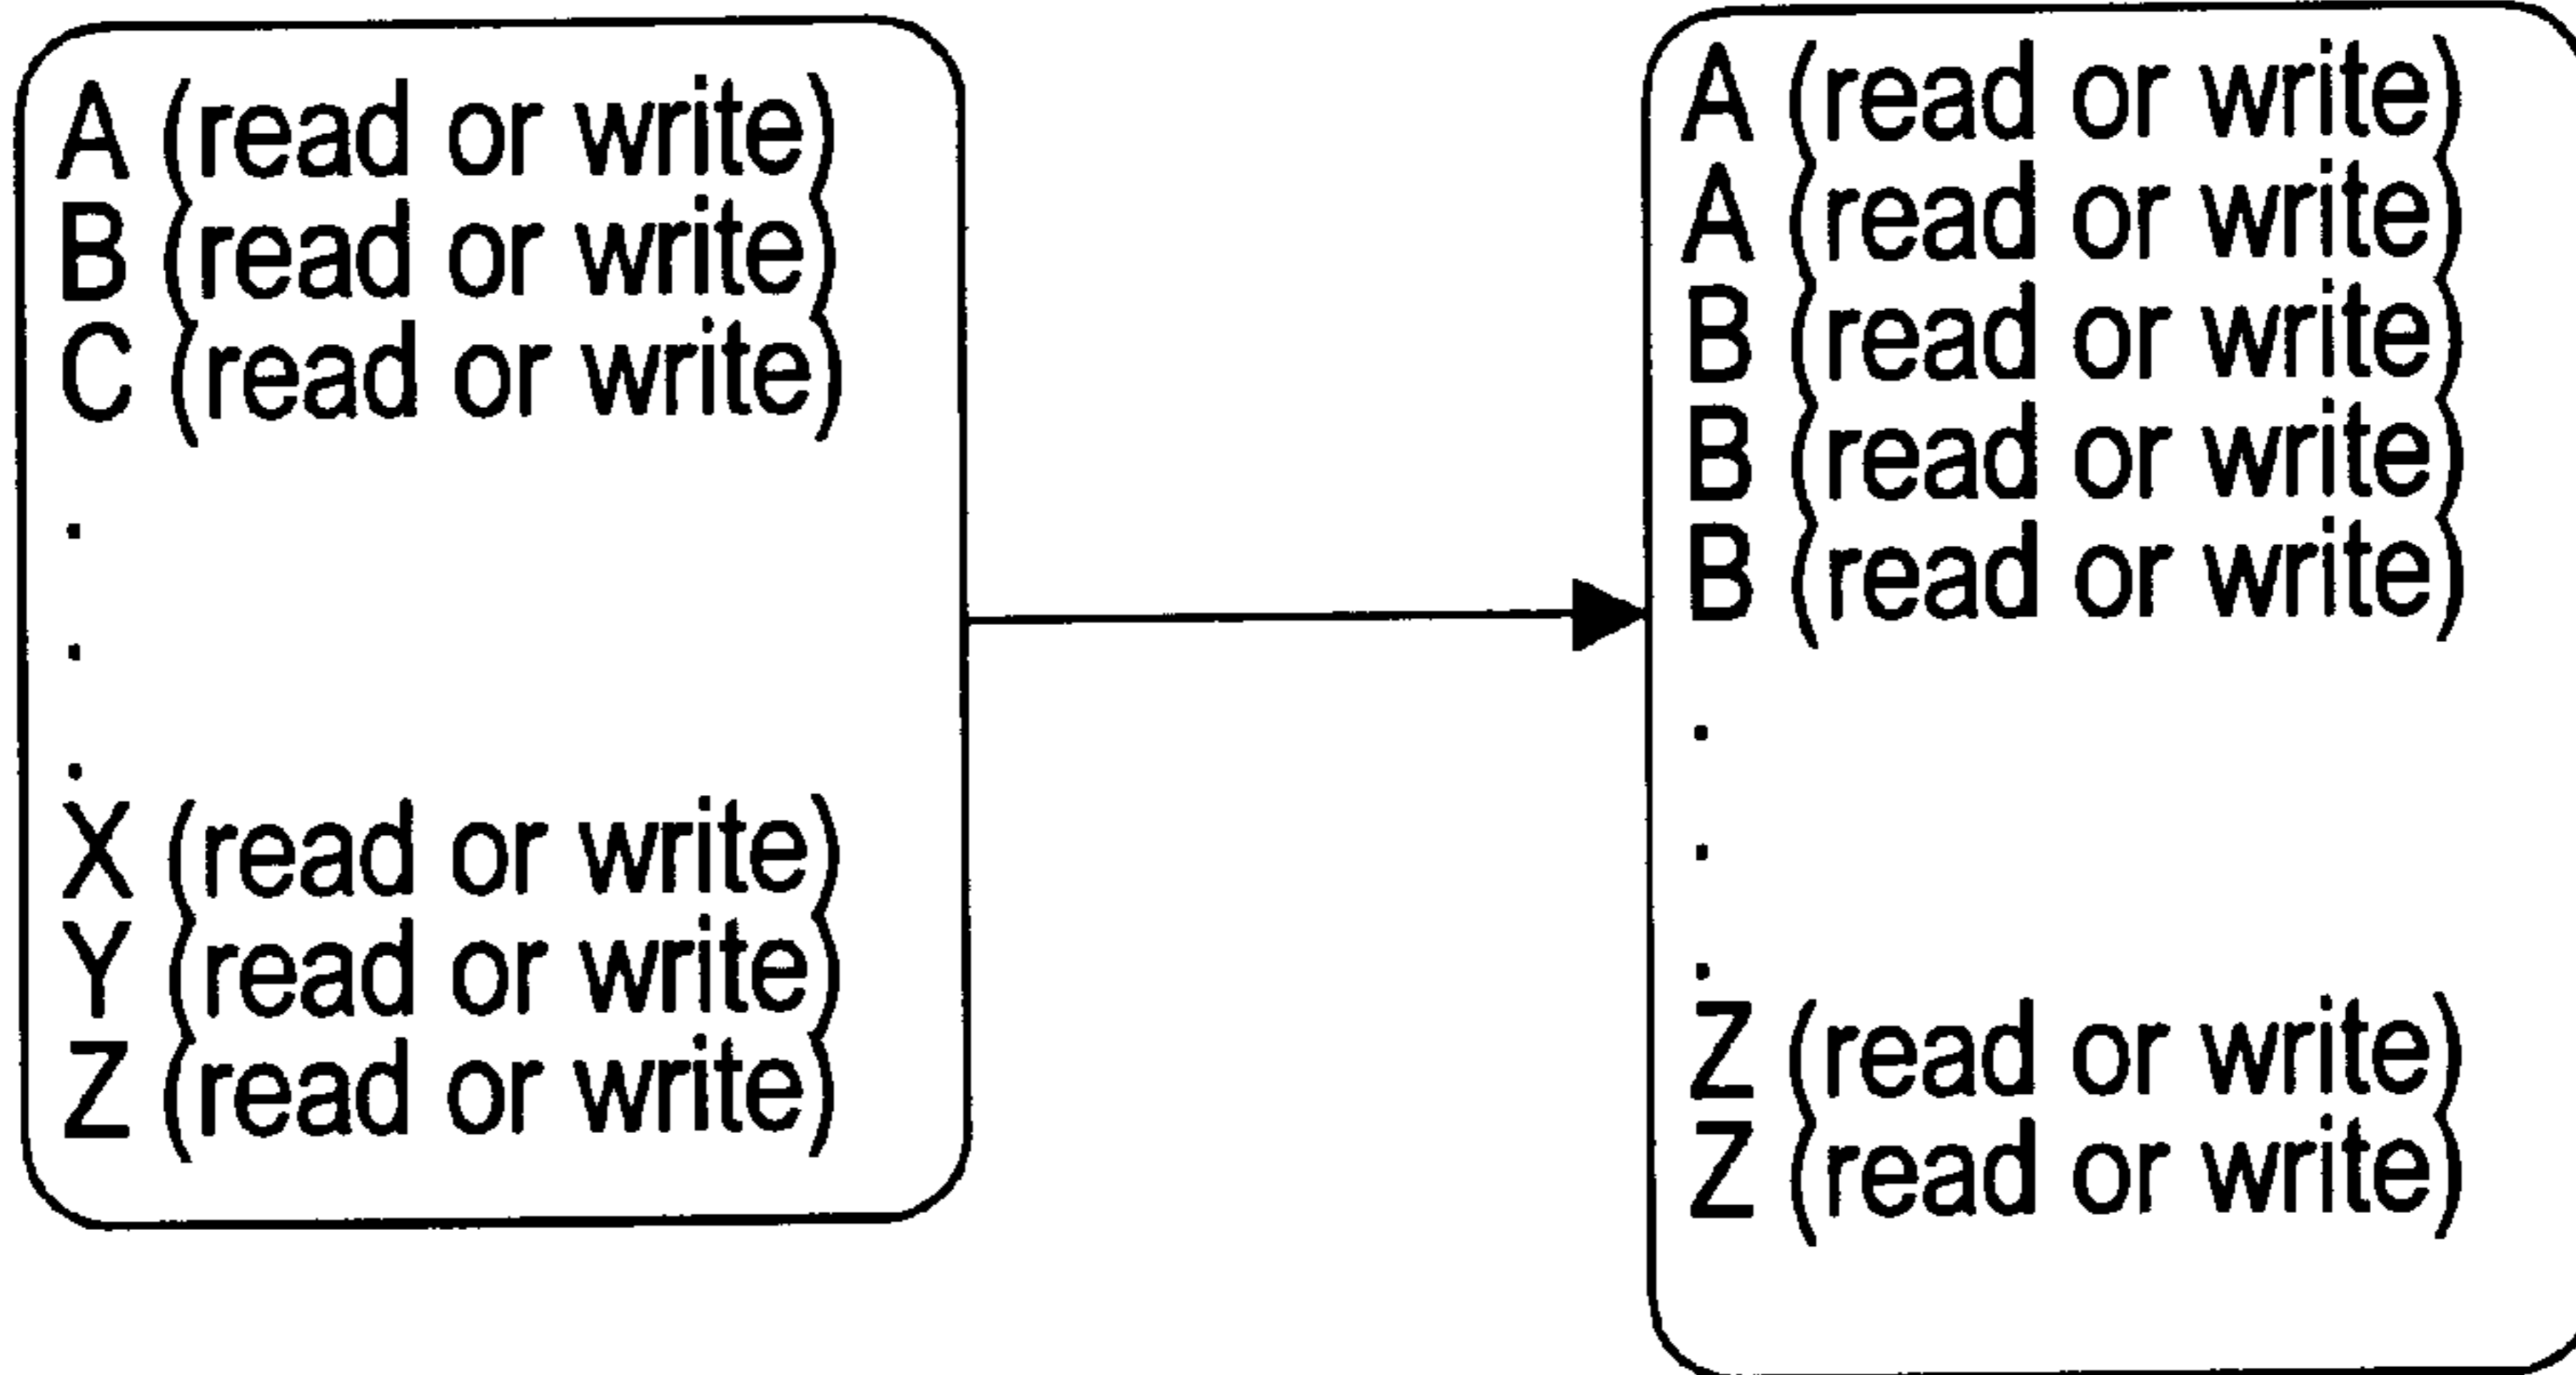 A (read or write)
B (read or write)
C (read or write)
.
.
.
X (read or write)
Y (read or write)
Z (read or write)
A (read or write)
A (read or write)
B (read or write)
B (read or write)
B (read or write)
.
.
.
Z (read or write)
Z (read or write)